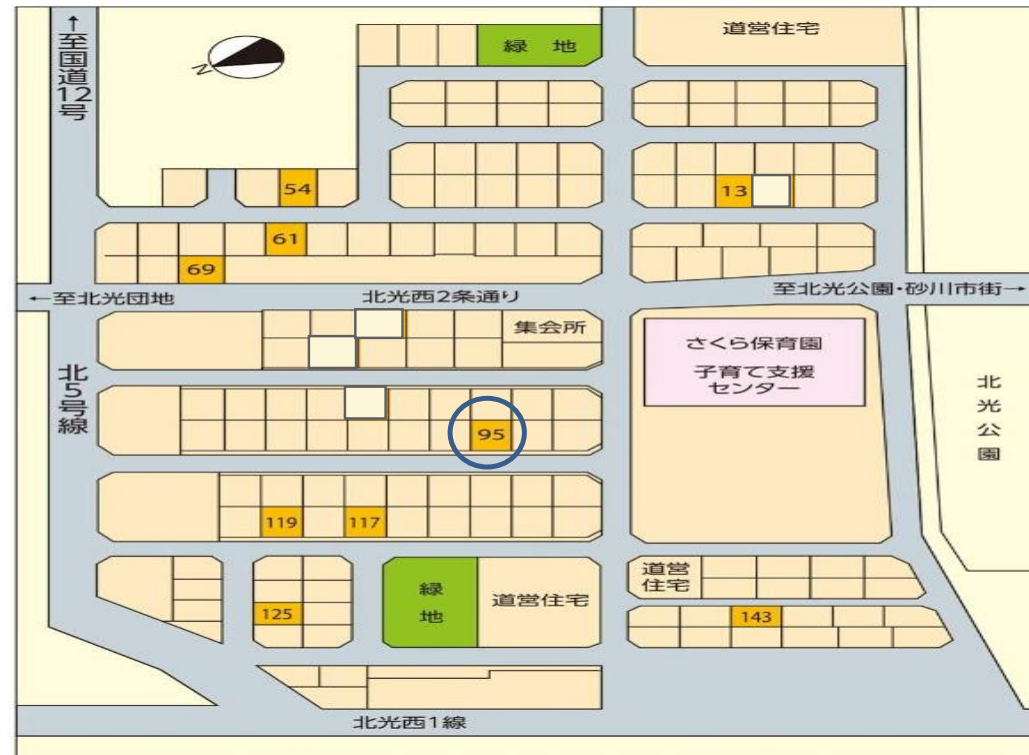 ↑至国道12号
道営住宅
緑 地
N
54
13
61
69
←至北光団地
北光西2条通り
至北光公園・砂川市街→
集会所
さくら保育園
子育て支援
センター
北5号線
北光公園
95
119
117
緑地
道営住宅
道営
住宅
125
143
北光西1線